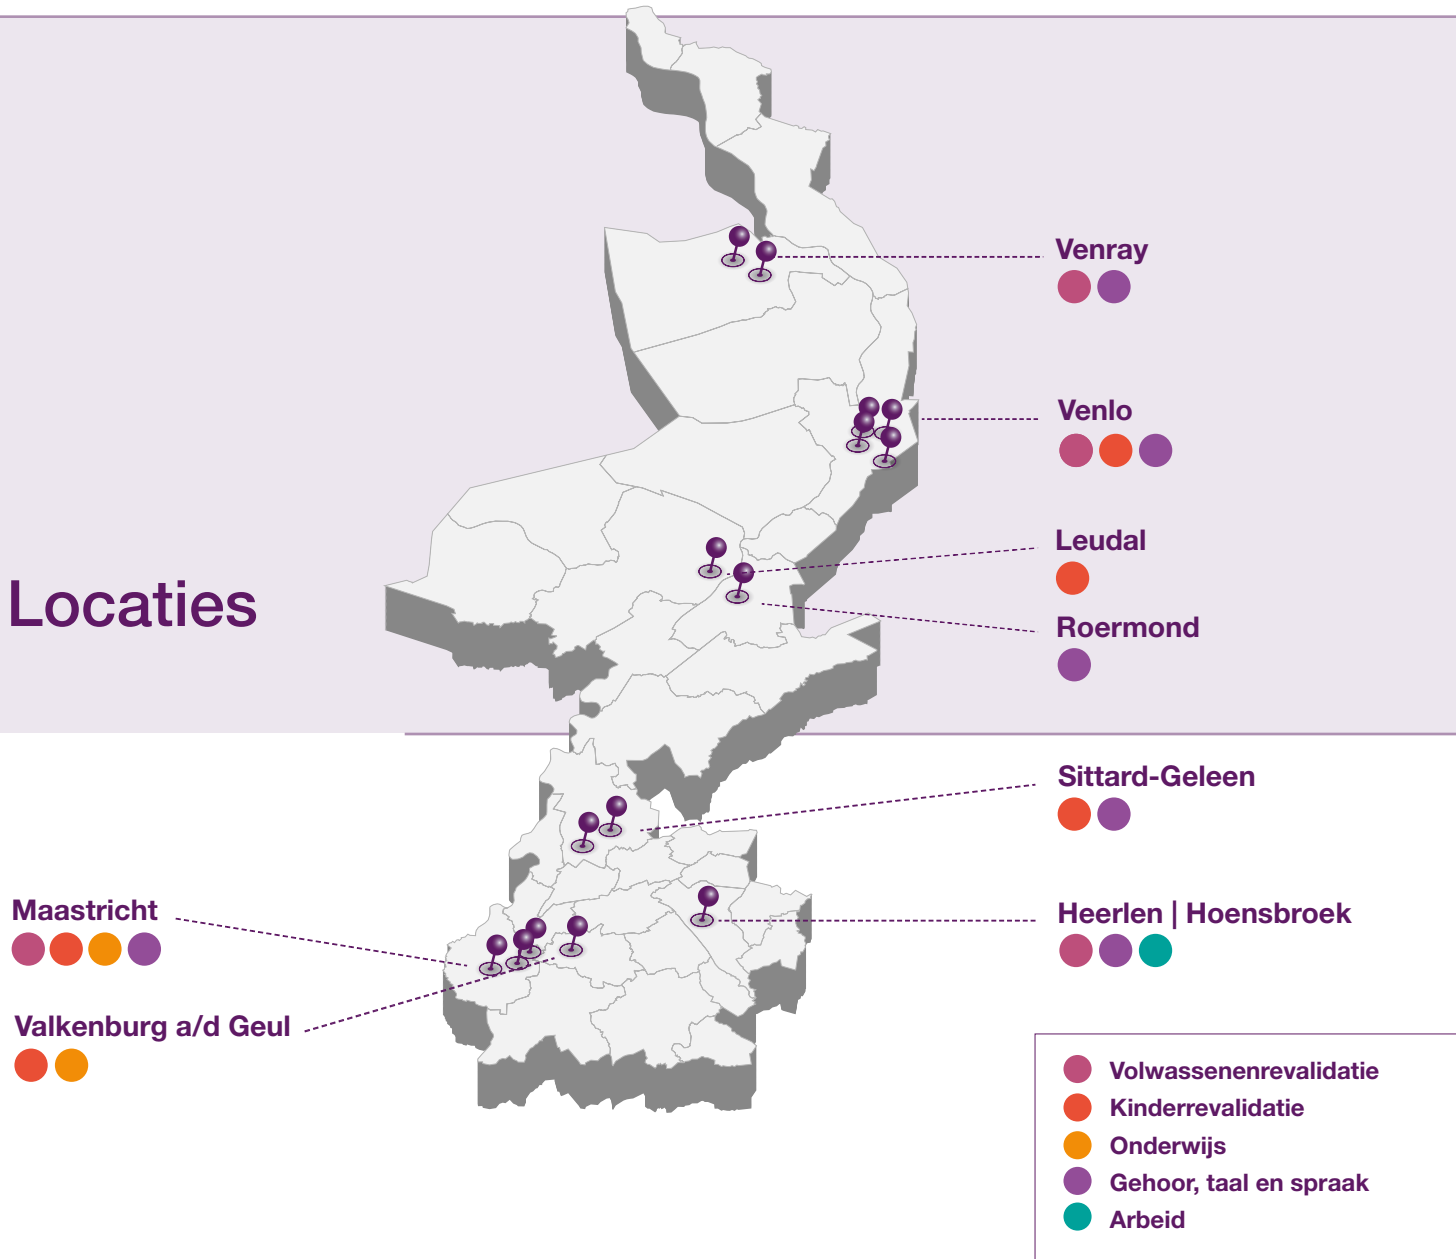 Locaties
Venray
Venlo
Leudal
Roermond
Sittard-Geleen
Heerlen | Hoensbroek
Maastricht
Valkenburg a/d Geul
Volwassenenrevalidatie
Kinderrevalidatie
Onderwijs
Gehoor, taal en spraak
Arbeid